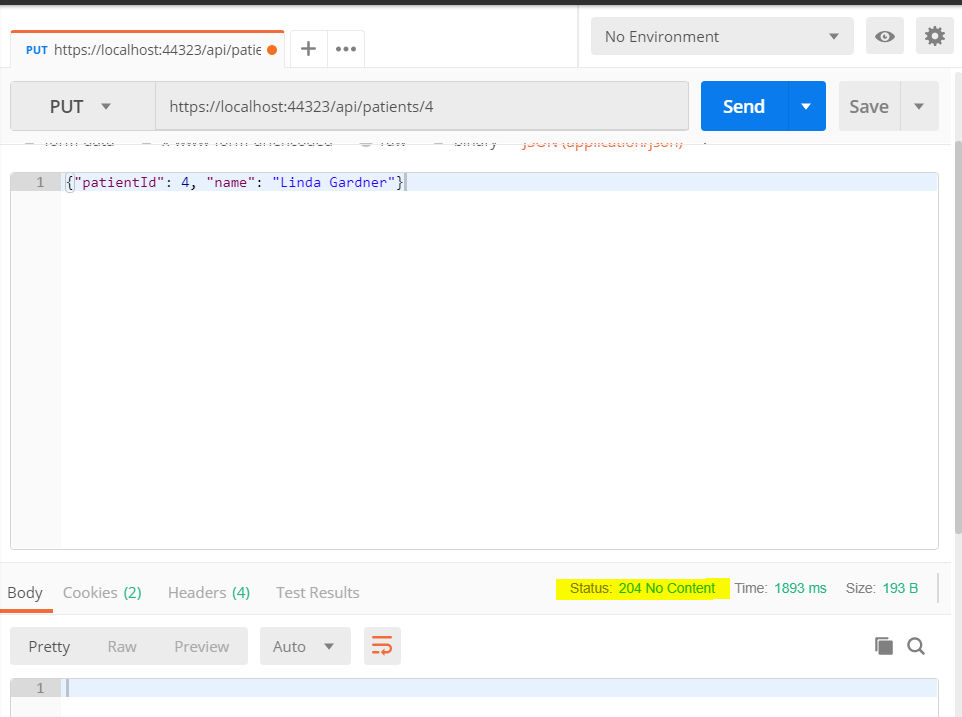 PUT https://localhost:44323/api/patie
No Environment
PUT https://localhost:44323/api/patients/4 Send Save
form-data x-www-form-urlencoded raw binary JSON (application/json)
1 {"patientId": 4, "name": "Linda Gardner"}
Body Cookies (2) Headers (4) Test Results Status: 204 No Content Time: 1893 ms Size: 193 B
Pretty Raw Preview Auto
1